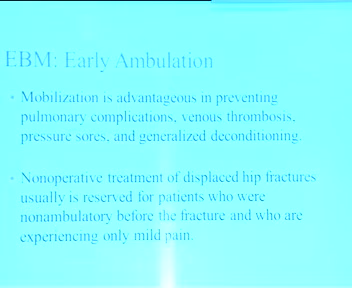 EBM: Early Ambulation
• Mobilization is advantageous in preventing
pulmonary complications, venous thrombosis,
pressure sores, and generalized deconditioning.
• Nonoperative treatment of displaced hip fractures
usually is reserved for patients who were
nonambulatory before the fracture and who are
experiencing only mild pain.